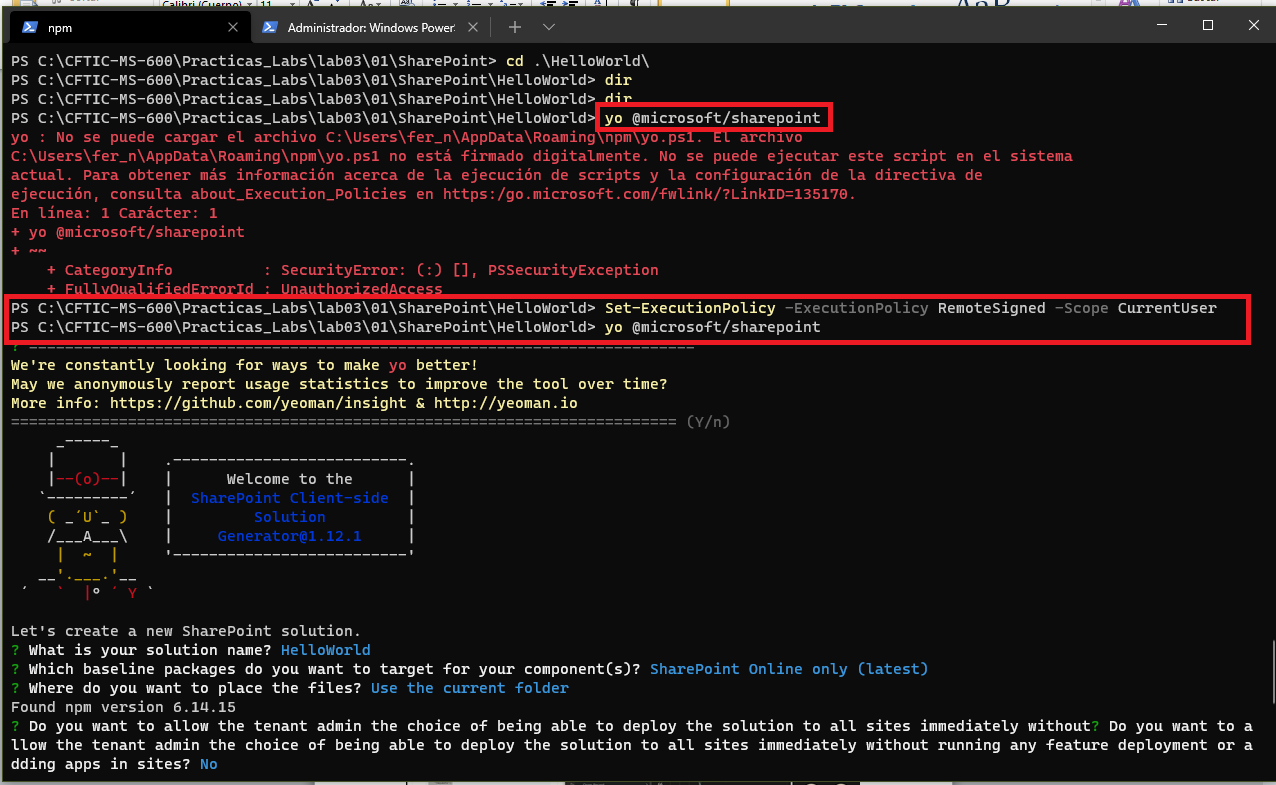 npm
Administrador: Windows Power
PS C:\CFTIC-MS-600\Practicas_Labs\lab03\01\SharePoint> cd .\HelloWorld\
PS C:\CFTIC-MS-600\Practicas_Labs\lab03\01\SharePoint\HelloWorld> dir
PS C:\CFTIC-MS-600\Practicas_Labs\lab03\01\SharePoint\HelloWorld> dir
PS C:\CFTIC-MS-600\Practicas_Labs\lab03\01\SharePoint\HelloWorld> yo @microsoft/sharepoint
yo : No se puede cargar el archivo C:\Users\fer_n\AppData\Roaming\npm\yo.ps1. El archivo
C:\Users\fer_n\AppData\Roaming\npm\yo.ps1 no está firmado digitalmente. No se puede ejecutar este script en el sistema
actual. Para obtener más información acerca de la ejecución de scripts y la configuración de la directiva de
ejecución, consulta about_Execution_Policies en https:/go.microsoft.com/fwlink/?LinkID=135170.
En línea: 1 Carácter: 1
+ yo @microsoft/sharepoint
+ ~~
    + CategoryInfo          : SecurityError: (:) [], PSSecurityException
    + FullyQualifiedErrorId : UnauthorizedAccess
PS C:\CFTIC-MS-600\Practicas_Labs\lab03\01\SharePoint\HelloWorld> Set-ExecutionPolicy -ExecutionPolicy RemoteSigned -Scope CurrentUser
PS C:\CFTIC-MS-600\Practicas_Labs\lab03\01\SharePoint\HelloWorld> yo @microsoft/sharepoint
We're constantly looking for ways to make yo better!
May we anonymously report usage statistics to improve the tool over time?
More info: https://github.com/yeoman/insight & http://yeoman.io
========================================================================== (Y/n)
Welcome to the
SharePoint Client-side
Solution
Generator@1.12.1
Let's create a new SharePoint solution.
? What is your solution name? HelloWorld
? Which baseline packages do you want to target for your component(s)? SharePoint Online only (latest)
? Where do you want to place the files? Use the current folder
Found npm version 6.14.15
? Do you want to allow the tenant admin the choice of being able to deploy the solution to all sites immediately without? Do you want to a
llow the tenant admin the choice of being able to deploy the solution to all sites immediately without running any feature deployment or a
dding apps in sites? No